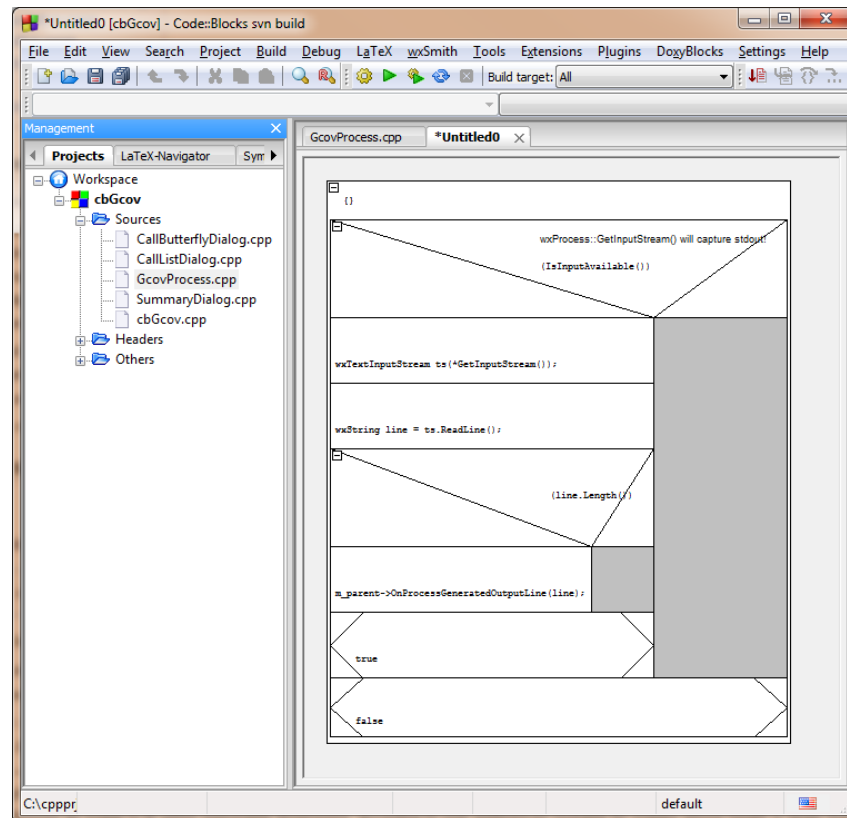 *Untitled0 [cbGcov] - Code::Blocks svn build
File Edit View Search Project Build Debug LaTeX wxSmith Tools Extensions Plugins DoxyBlocks Settings Help
Build target: All
Management
Projects LaTeX-Navigator Sym
GcovProcess.cpp *Untitled0
Workspace
cbGcov
Sources
CallButterflyDialog.cpp
CallListDialog.cpp
GcovProcess.cpp
SummaryDialog.cpp
cbGcov.cpp
Headers
Others
{}
wxProcess::GetInputStream() will capture stdout!
(IsInputAvailable())
wxTextInputStream ts(*GetInputStream());
wxString line = ts.ReadLine();
(line.Length())
m_parent->OnProcessGeneratedOutputLine(line);
true
false
C:\cpppr
default